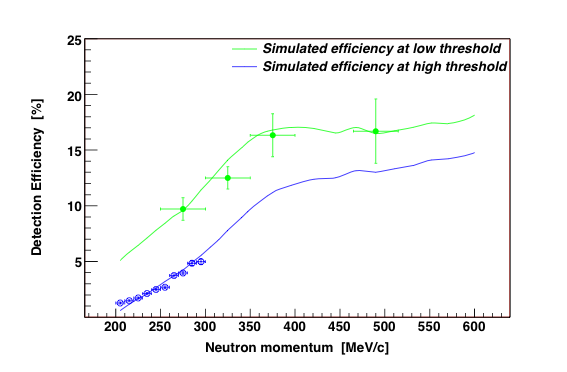 25
Simulated efficiency at low threshold
Simulated efficiency at high threshold
20
15
10
5
Detection Efficiency [%]
200 250 300 350 400 450 500 550 600
Neutron momentum [MeV/c]